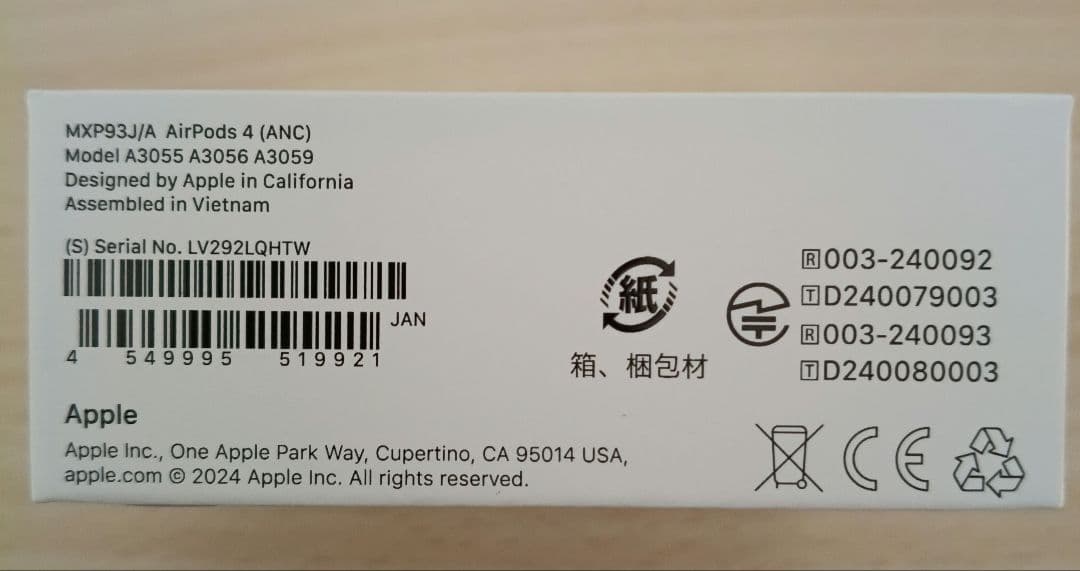 MXP93J/A AirPods 4 (ANC)
Model A3055 A3056 A3059
Designed by Apple in California
Assembled in Vietnam
(S) Serial No. LV292LQHTW
JAN
4 549995 519921
紙
箱、梱包材
R003-240092
TD240079003
R003-240093
TD240080003
Apple
Apple Inc., One Apple Park Way, Cupertino, CA 95014 USA,
apple.com © 2024 Apple Inc. All rights reserved.
CE